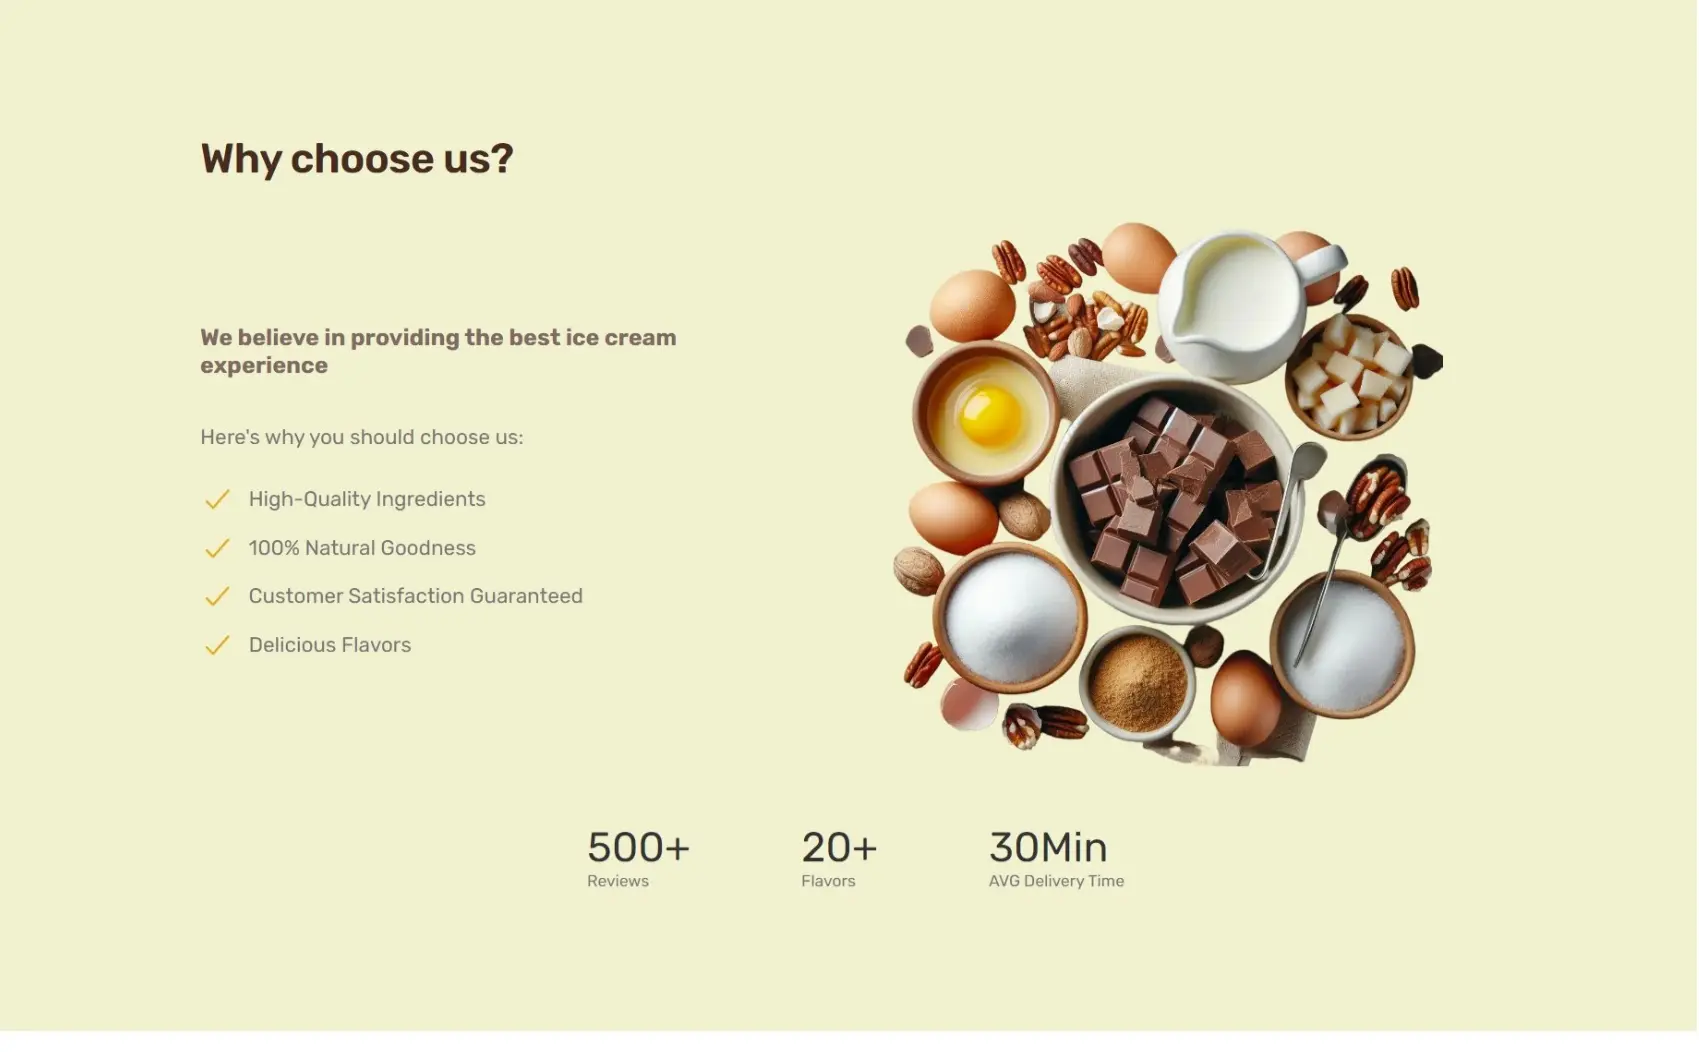 Why choose us?
We believe in providing the best ice cream
experience
Here's why you should choose us:
High-Quality Ingredients
100% Natural Goodness
Customer Satisfaction Guaranteed
Delicious Flavors
500+
Reviews
20+
Flavors
30Min
AVG Delivery Time